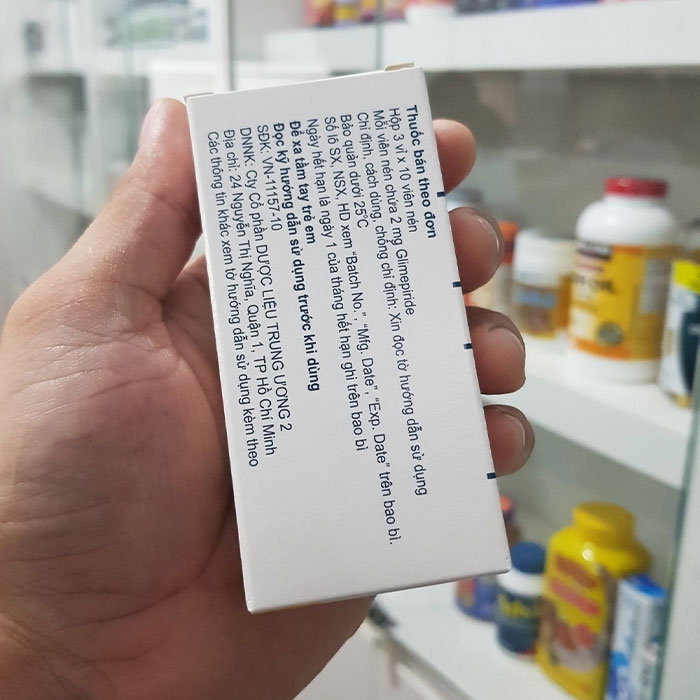 Thuốc bán theo đơn
Hộp 3 vỉ x 10 viên nén
Mỗi viên nén chứa 2 mg Glimepiride
Chỉ định, cách dùng, chống chỉ định: Xin đọc tờ hướng dẫn sử dụng
Bảo quản dưới 25°C
Số lô SX, NSX, HD xem "Batch No.", "Mfg. Date", "Exp. Date" trên bao bì.
Ngày hết hạn là ngày 1 của tháng hết hạn ghi trên bao bì
Để xa tầm tay trẻ em
Đọc kỹ hướng dẫn sử dụng trước khi dùng
SĐK: VN-11157-10
DNNK: Cty Cổ phần DƯỢC LIỆU TRUNG ƯƠNG 2
Địa chỉ: 24 Nguyễn Thị Nghĩa, Quận 1, TP Hồ Chí Minh
Các thông tin khác xem tờ hướng dẫn sử dụng kèm theo